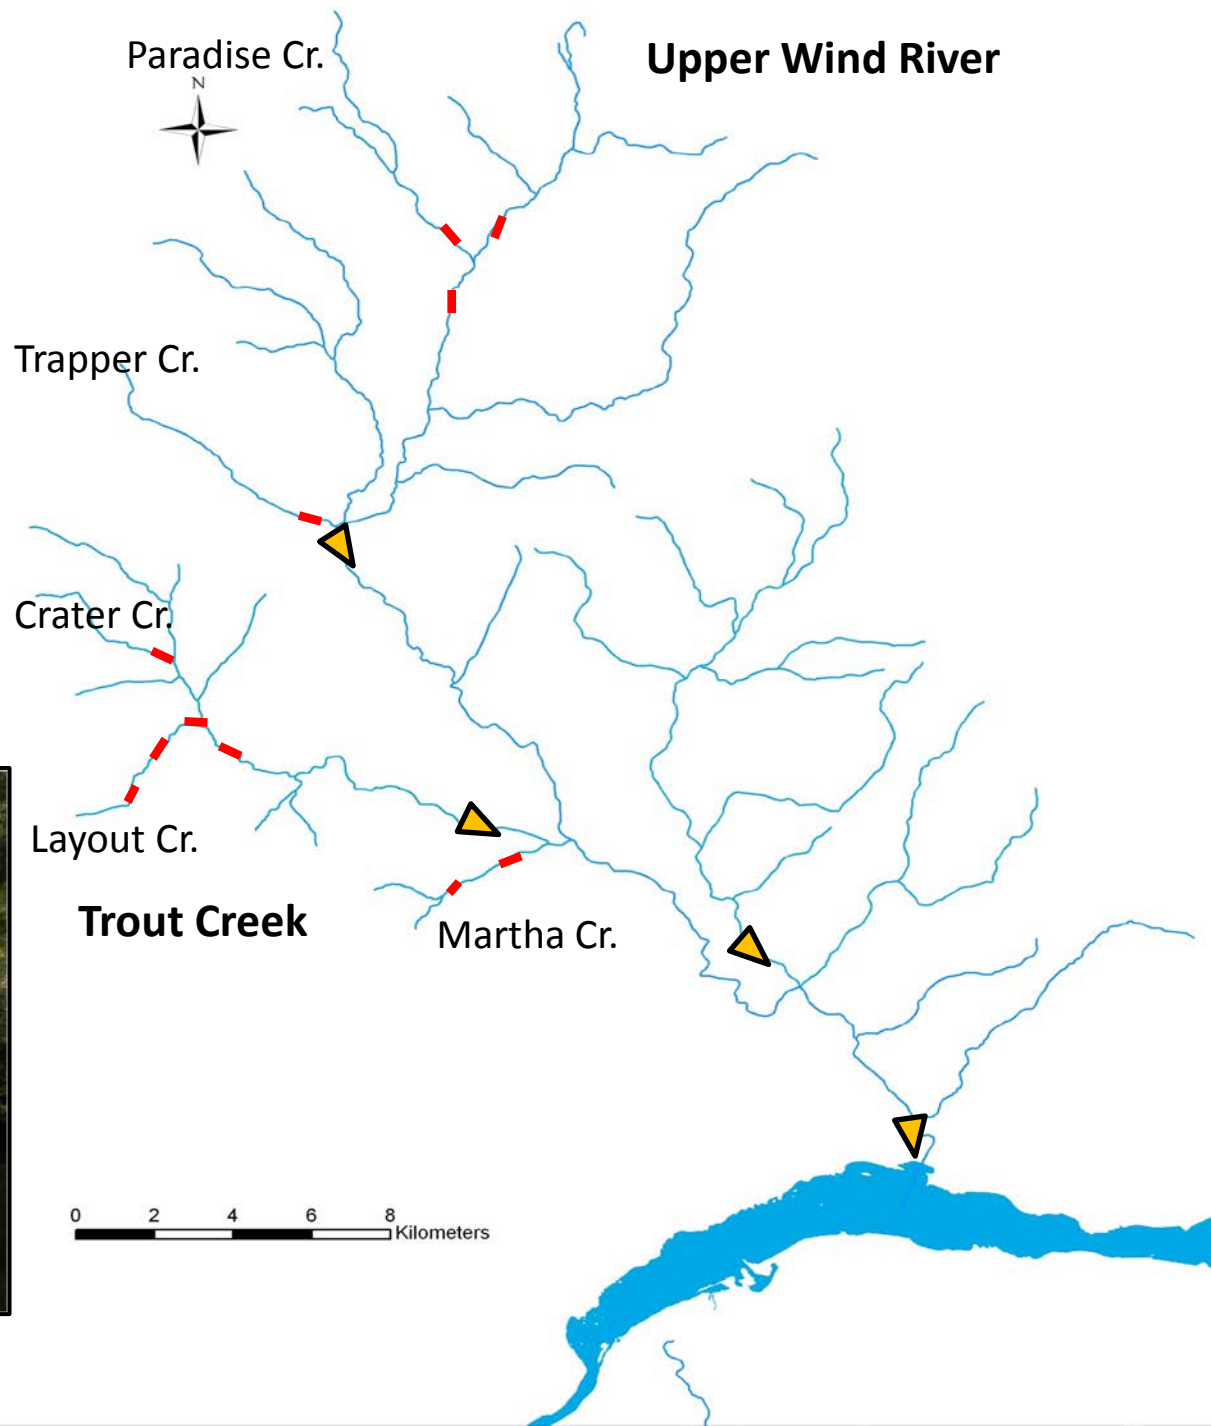 Paradise Cr.
Upper Wind River
N
Trapper Cr.
Crater Cr.
Layout Cr.
Trout Creek
Martha Cr.
0 2 4 6 8
Kilometers